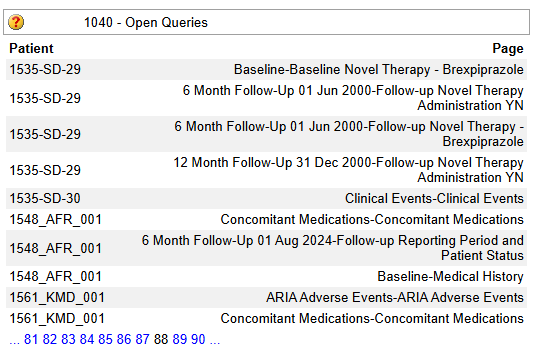 1040 - Open Queries
Patient Page
1535-SD-29 Baseline-Baseline Novel Therapy - Brexpiprazole
1535-SD-29 6 Month Follow-Up 01 Jun 2000-Follow-up Novel Therapy
Administration YN
1535-SD-29 6 Month Follow-Up 01 Jun 2000-Follow-up Novel Therapy -
Brexpiprazole
1535-SD-29 12 Month Follow-Up 31 Dec 2000-Follow-up Novel Therapy
Administration YN
1535-SD-30 Clinical Events-Clinical Events
1548_AFR_001 Concomitant Medications-Concomitant Medications
1548_AFR_001 6 Month Follow-Up 01 Aug 2024-Follow-up Reporting Period and
Patient Status
1548_AFR_001 Baseline-Medical History
1561_KMD_001 ARIA Adverse Events-ARIA Adverse Events
1561_KMD_001 Concomitant Medications-Concomitant Medications
... 81 82 83 84 85 86 87 88 89 90 ...